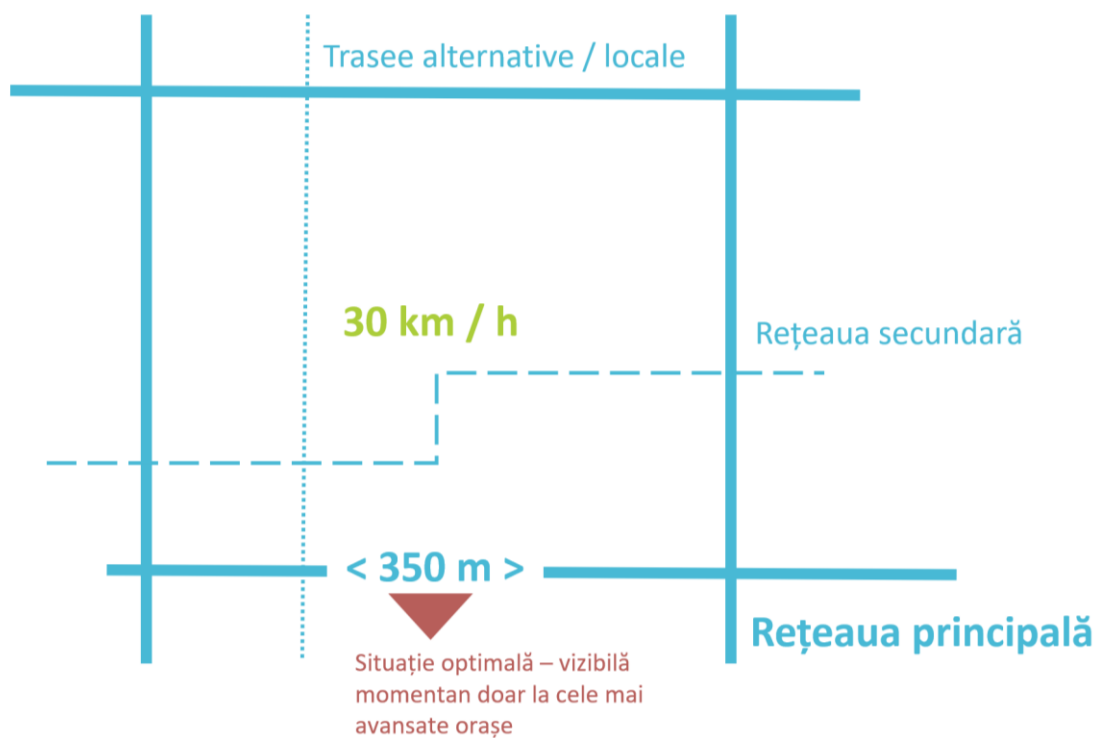 Trasee alternative / locale
30 km / h
Rețeaua secundară
< 350 m >
Rețeaua principală
Situație optimală – vizibilă
momentan doar la cele mai
avansate orașe